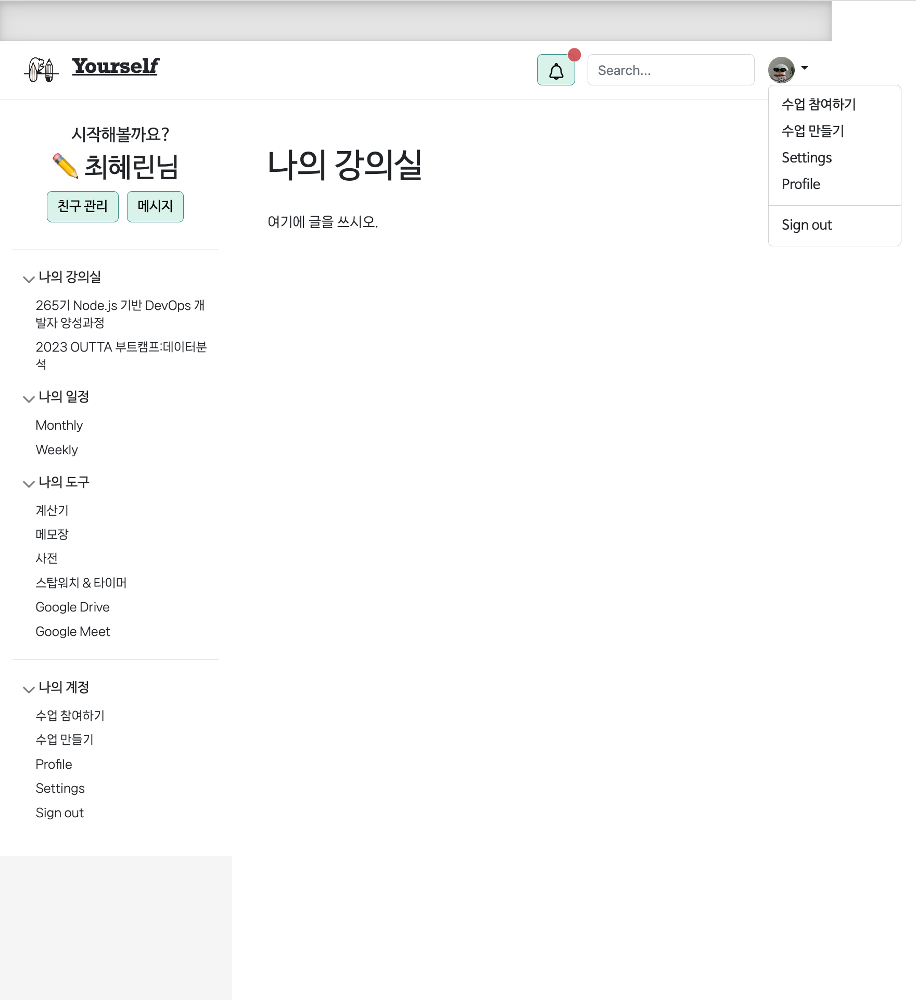 Yourself
Search...
수업 참여하기
수업 만들기
Settings
Profile
Sign out
시작해볼까요?
✏️ 최혜린님
친구 관리
메시지
나의 강의실
265기 Node.js 기반 DevOps 개
발자 양성과정
2023 OUTTA 부트캠프:데이터분
석
나의 일정
Monthly
Weekly
나의 도구
계산기
메모장
사전
스탑워치 & 타이머
Google Drive
Google Meet
나의 계정
수업 참여하기
수업 만들기
Profile
Settings
Sign out
나의 강의실
여기에 글을 쓰시오.